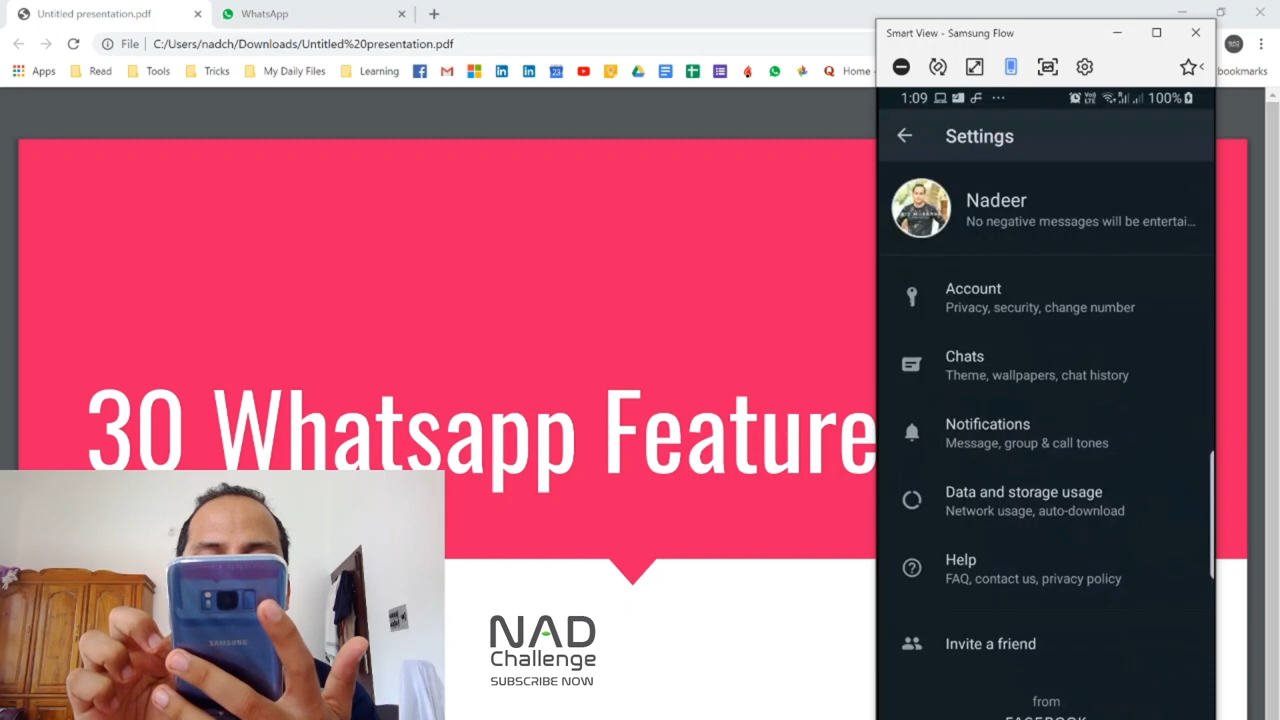 Untitled presentation.pdf
WhatsApp
File
C:/Users/nadch/Downloads/Untitled%20presentation.pdf
Apps
Read
Tools
Tricks
My Daily Files
Learning
23
Home
bookmarks
Smart View - Samsung Flow
1:09
100%
Settings
Nadeer
No negative messages will be entertai...
Account
Privacy, security, change number
Chats
Theme, wallpapers, chat history
Notifications
Message, group & call tones
Data and storage usage
Network usage, auto-download
Help
FAQ, contact us, privacy policy
Invite a friend
from
FACEBOOK
30 Whatsapp Feature
SAMSUNG
NAD
Challenge
SUBSCRIBE NOW